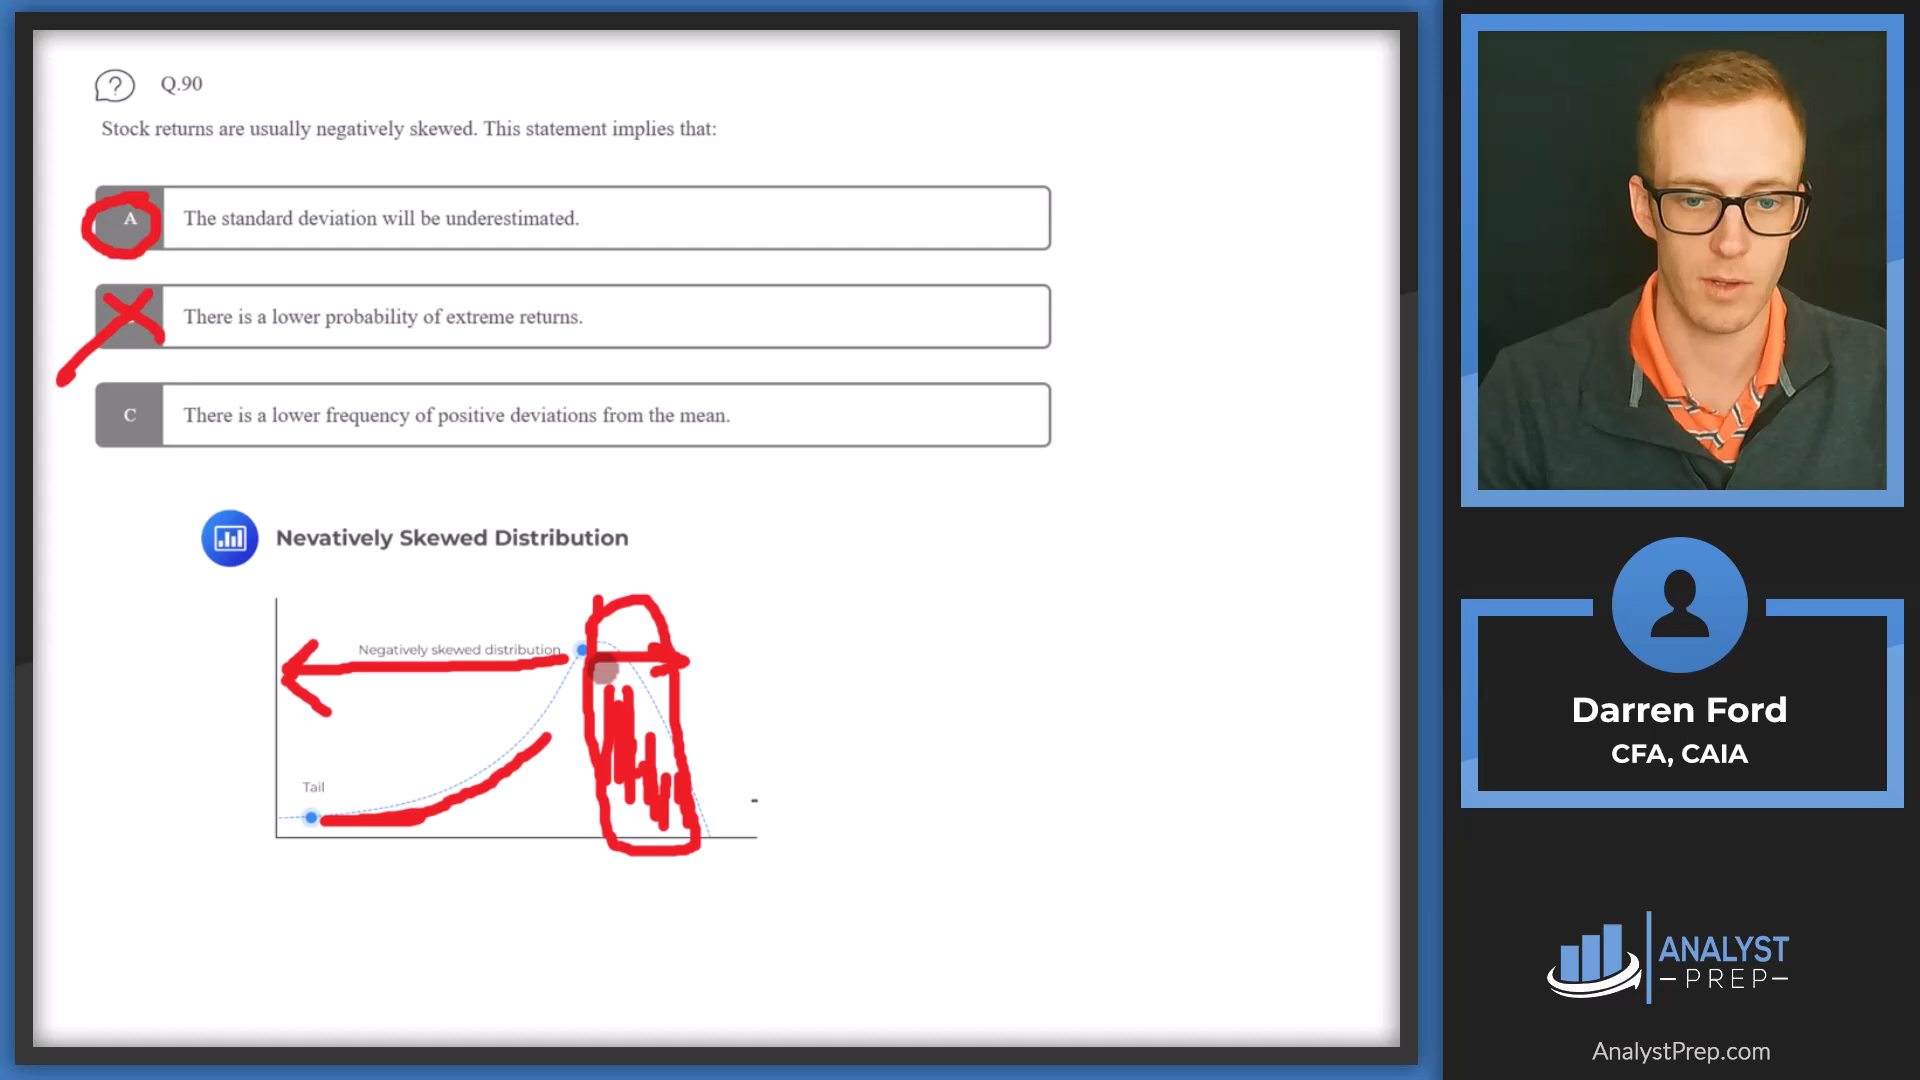 Q.90
Stock returns are usually negatively skewed. This statement implies that:
A
The standard deviation will be underestimated.
There is a lower probability of extreme returns.
C
There is a lower frequency of positive deviations from the mean.
Nevatively Skewed Distribution
Negatively skewed distribution
Tail
-
Darren Ford
CFA, CAIA
ANALYST
PREP
AnalystPrep.com